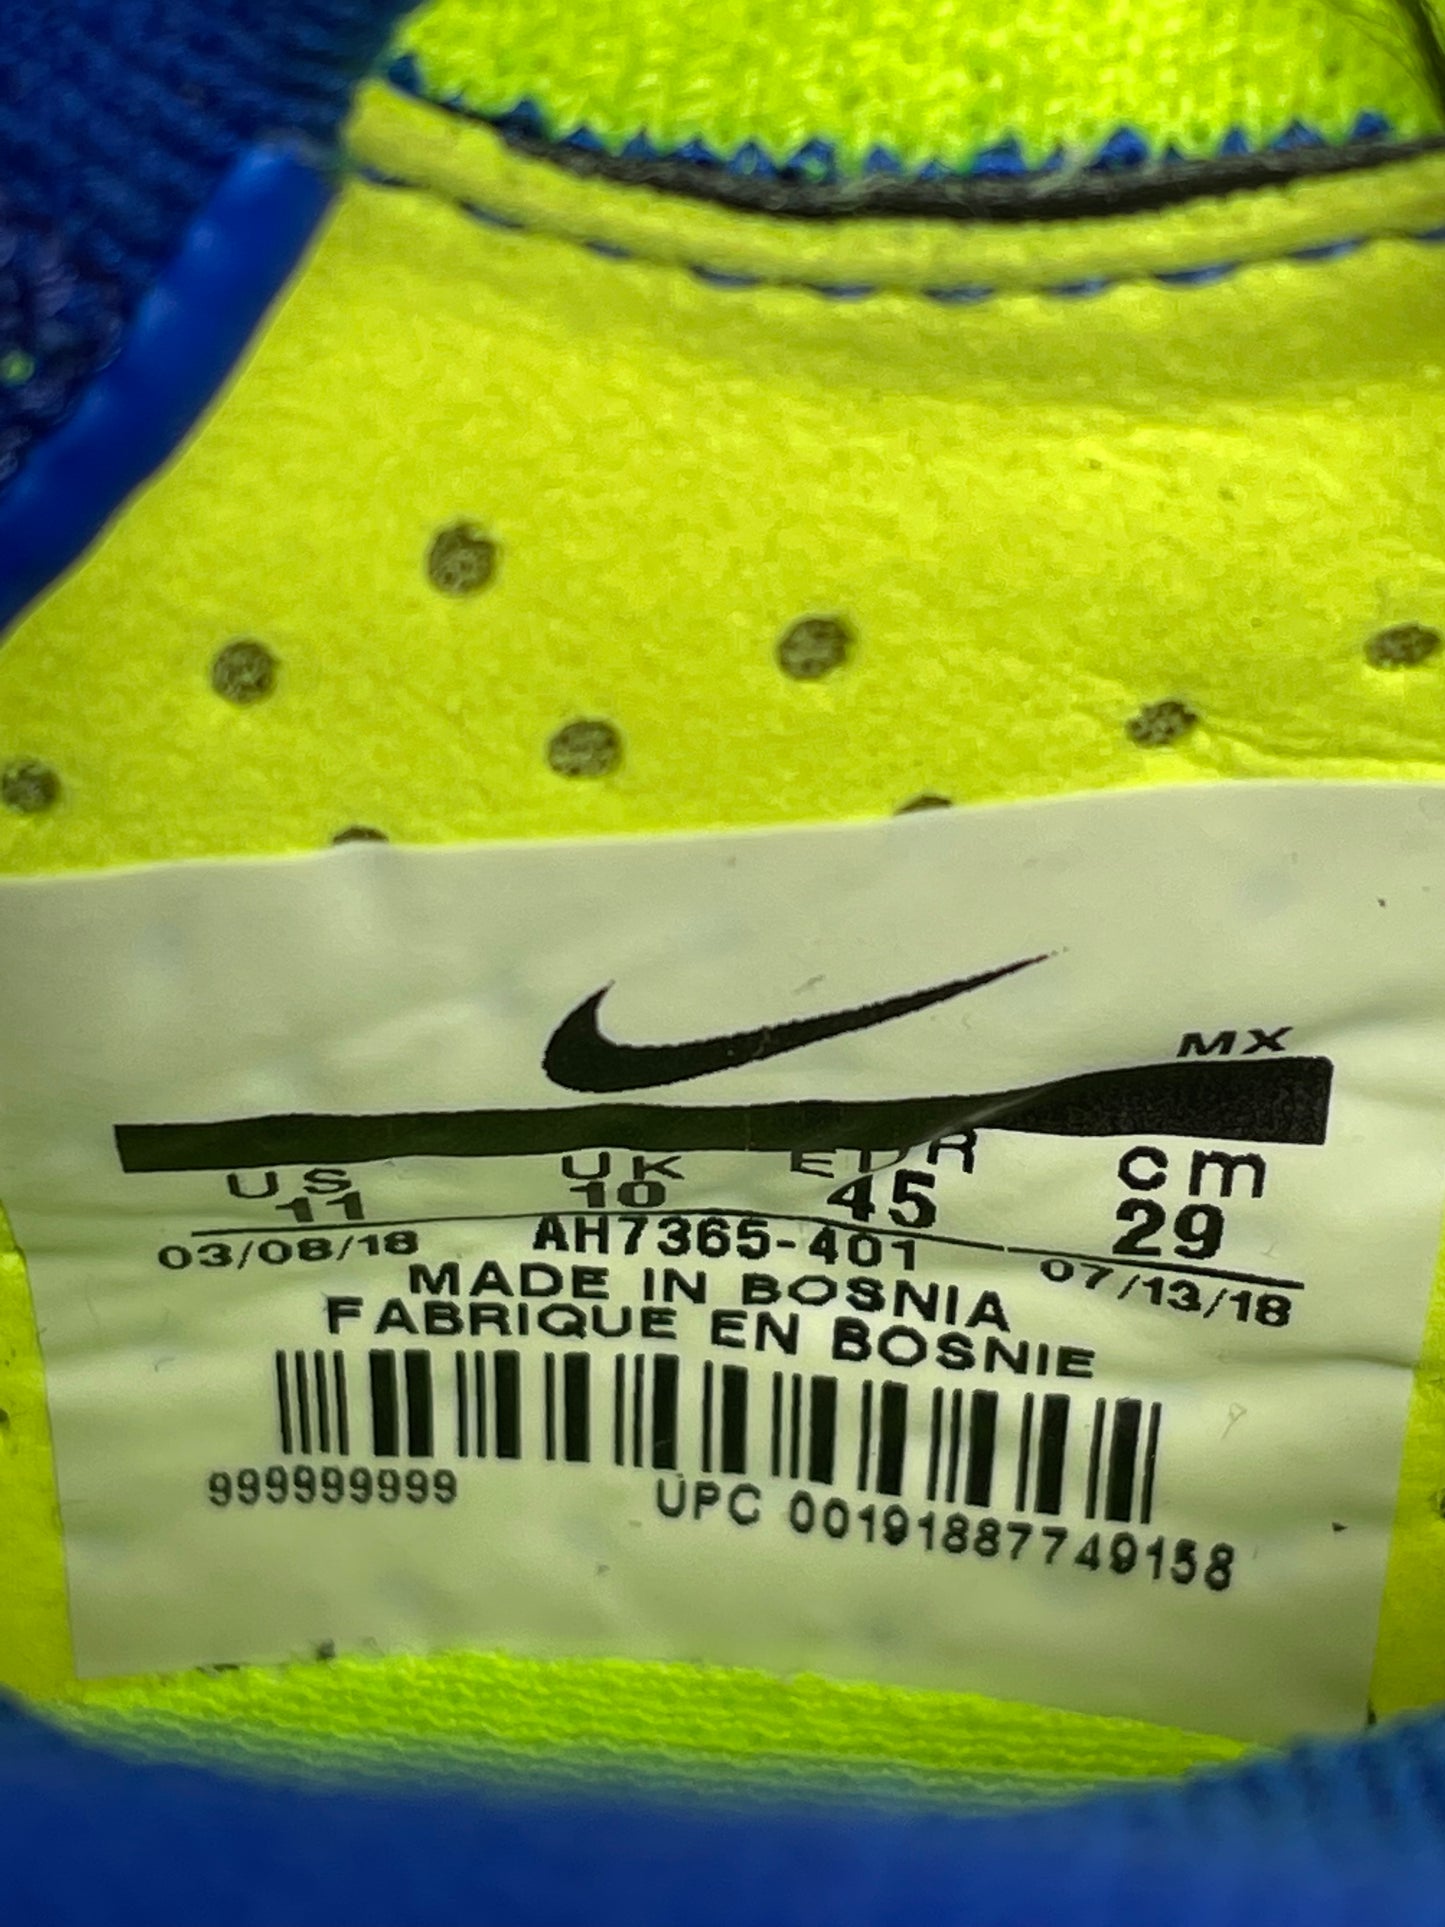 MX
US UK EUR cm
11 10 45 29
03/08/18 AH7365-401 07/13/18
MADE IN BOSNIA
FABRIQUE EN BOSNIE
999999999 UPC 00191887749158